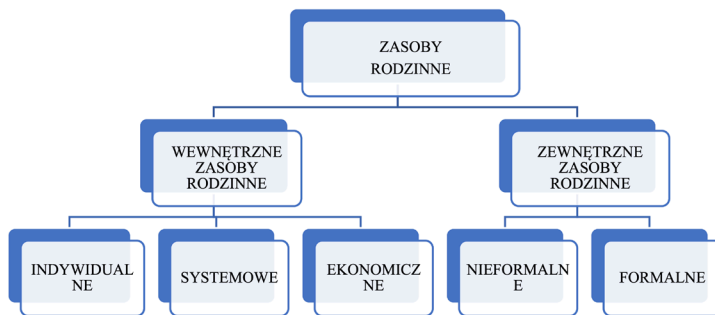 ZASOBY
RODZINNE
WEWNĘTRZNE
ZASOBY
RODZINNE
ZEWNĘTRZNE
ZASOBY
RODZINNE
INDYWIDUAL
NE
SYSTEMOWE
EKONOMICZ
NE
NIEFORMALN
E
FORMALNE